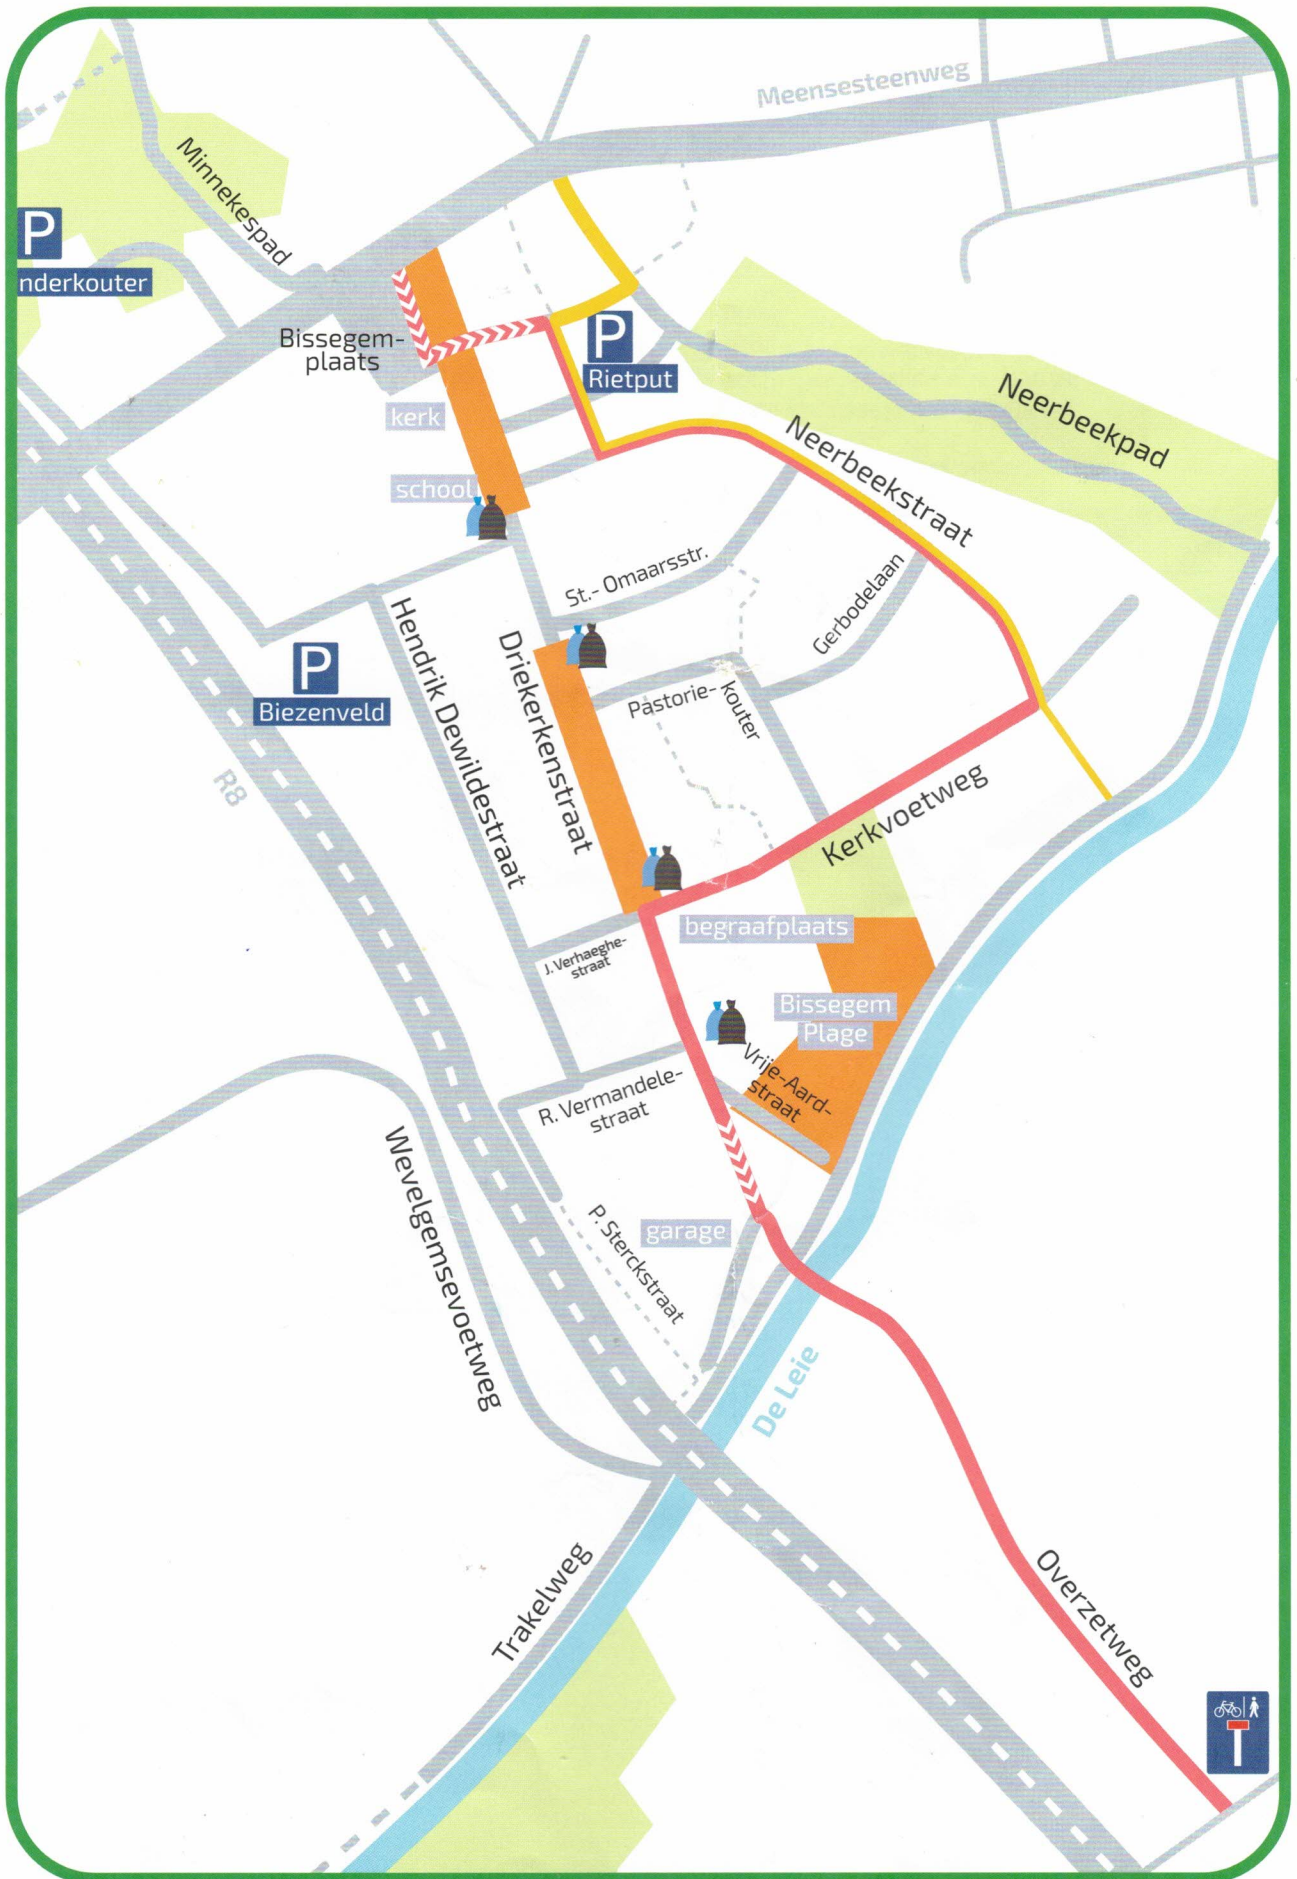 Meensesteenweg
Minnekespad
P
nderkouter
Bissegem-
plaats
P
Rietput
kerk
Neerbeekpad
Neerbeekstraat
school
St.- Omaarsstr.
Gerbodelaan
Hendrik Dewildestraat
Driekerkenstraat
P
Biezenveld
Pastorie-
kouter
R8
Kerkvoetweg
begraafplaats
J. Verhaeghe-
straat
Bissegem
Plage
Vrije-Aard-
straat
R. Vermandele-
straat
Wevelgemsevoetweg
P. Sterckstraat
garage
De Leie
Trakelweg
Overzetweg